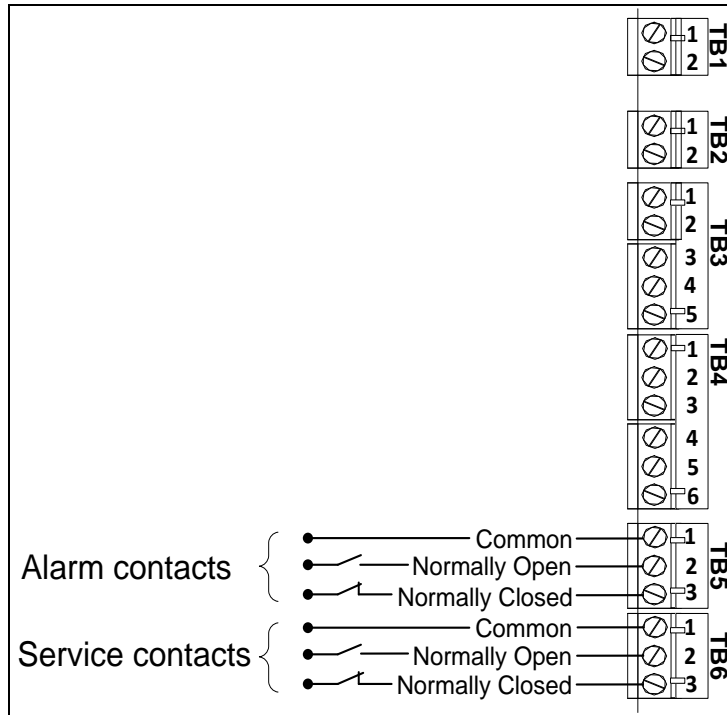 1
2
TB1
1
2
TB2
1
2
3
4
5
TB3
1
2
3
4
5
6
TB4
Alarm contacts
Common 1
Normally Open 2
Normally Closed 3
TB5
Service contacts
Common 1
Normally Open 2
Normally Closed 3
TB6